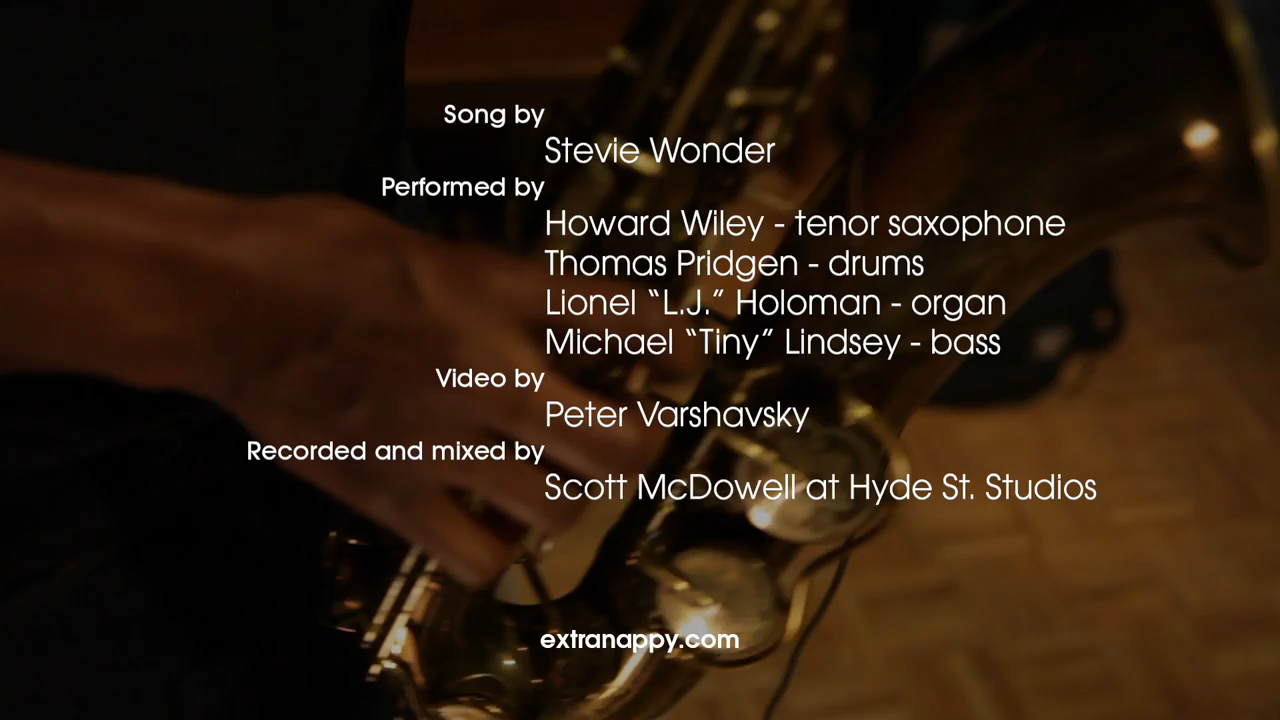 Song by
Stevie Wonder
Performed by
Howard Wiley - tenor saxophone
Thomas Pridgen - drums
Lionel “L.J.” Holoman - organ
Michael “Tiny” Lindsey - bass
Video by
Peter Varshavsky
Recorded and mixed by
Scott McDowell at Hyde St. Studios
extranappy.com